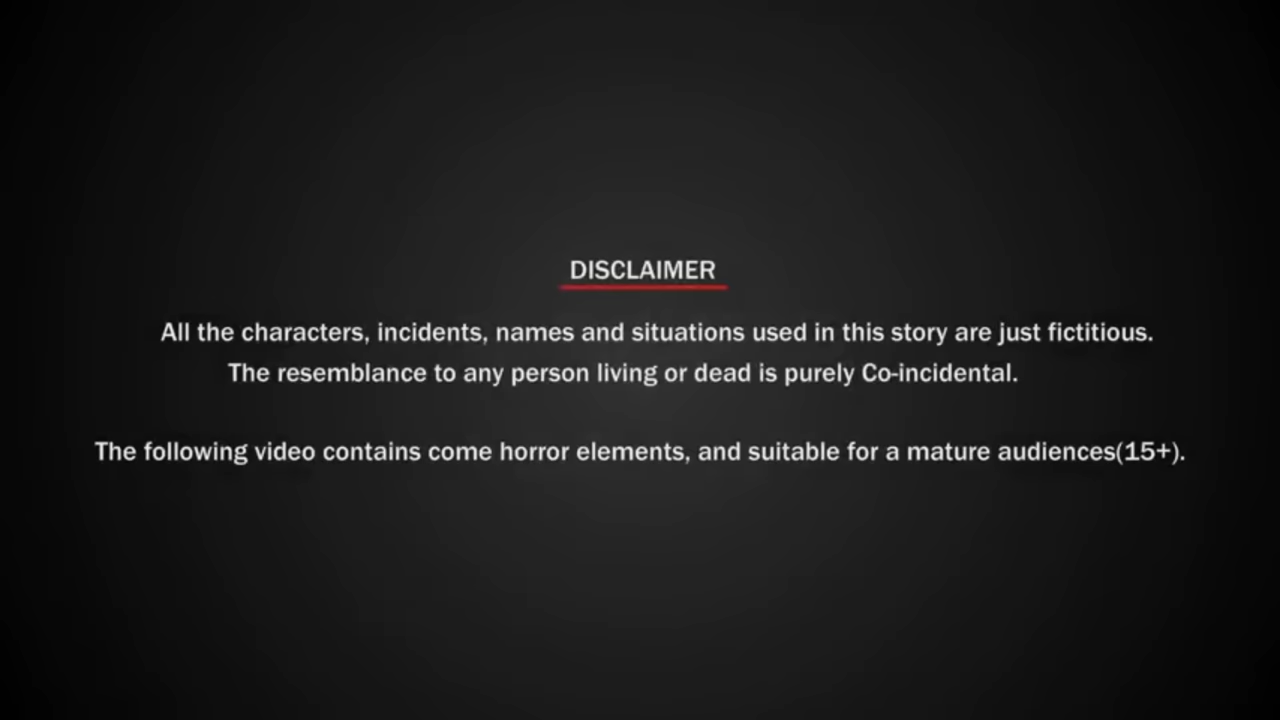 DISCLAIMER
All the characters, incidents, names and situations used in this story are just fictitious.
The resemblance to any person living or dead is purely Co-incidental.
The following video contains come horror elements, and suitable for a mature audiences(15+).